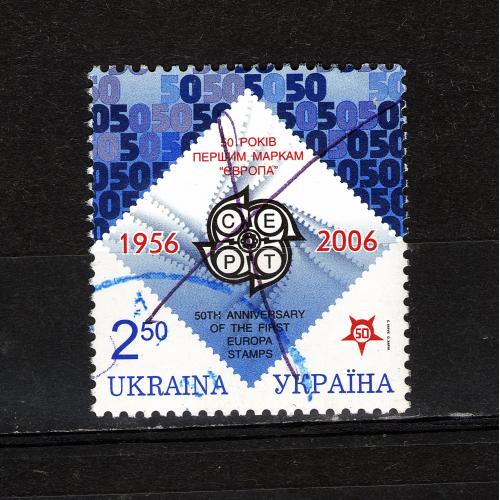 50 РОКІВ
ПЕРШИМ МАРКАМ
"ЄВРОПА"
1956 2006
C E
P T
50TH ANNIVERSARY
OF THE FIRST
EUROPA
STAMPS
50
2 50
UKRAINA УКРАЇНА